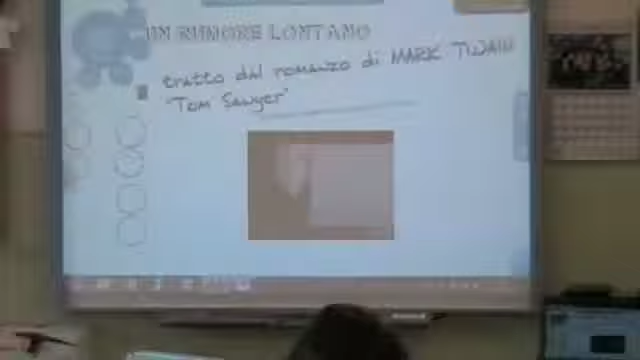 UN RUMORE LONTANO
tratto dal romanzo di MARK TWAIN
"Tom Sawyer"